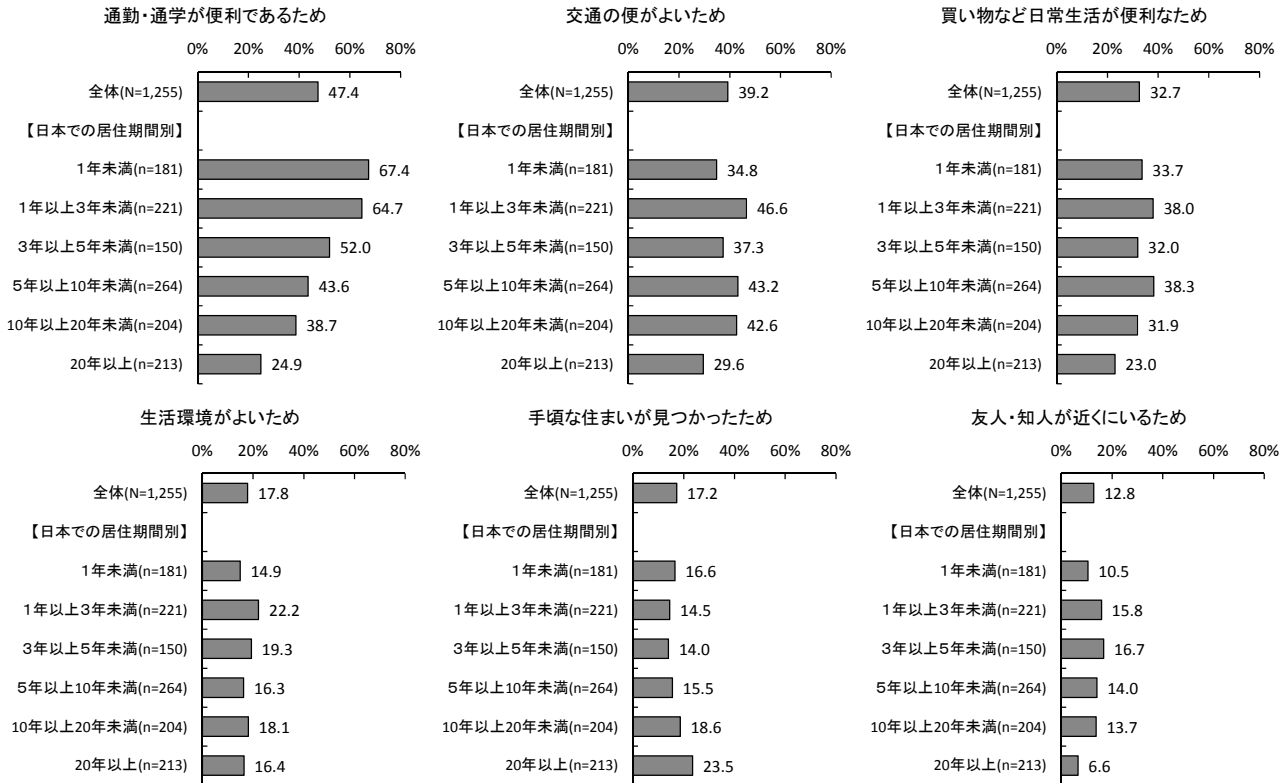 通勤・通学が便利であるため
0% 20% 40% 60% 80%
全体(N=1,255) 47.4
【日本での居住期間別】
1年未満(n=181) 67.4
1年以上3年未満(n=221) 64.7
3年以上5年未満(n=150) 52.0
5年以上10年未満(n=264) 43.6
10年以上20年未満(n=204) 38.7
20年以上(n=213) 24.9
交通の便がよいため
0% 20% 40% 60% 80%
全体(N=1,255) 39.2
【日本での居住期間別】
1年未満(n=181) 34.8
1年以上3年未満(n=221) 46.6
3年以上5年未満(n=150) 37.3
5年以上10年未満(n=264) 43.2
10年以上20年未満(n=204) 42.6
20年以上(n=213) 29.6
買い物など日常生活が便利なため
0% 20% 40% 60% 80%
全体(N=1,255) 32.7
【日本での居住期間別】
1年未満(n=181) 33.7
1年以上3年未満(n=221) 38.0
3年以上5年未満(n=150) 32.0
5年以上10年未満(n=264) 38.3
10年以上20年未満(n=204) 31.9
20年以上(n=213) 23.0
生活環境がよいため
0% 20% 40% 60% 80%
全体(N=1,255) 17.8
【日本での居住期間別】
1年未満(n=181) 14.9
1年以上3年未満(n=221) 22.2
3年以上5年未満(n=150) 19.3
5年以上10年未満(n=264) 16.3
10年以上20年未満(n=204) 18.1
20年以上(n=213) 16.4
手頃な住まいが見つかったため
0% 20% 40% 60% 80%
全体(N=1,255) 17.2
【日本での居住期間別】
1年未満(n=181) 16.6
1年以上3年未満(n=221) 14.5
3年以上5年未満(n=150) 14.0
5年以上10年未満(n=264) 15.5
10年以上20年未満(n=204) 18.6
20年以上(n=213) 23.5
友人・知人が近くにいるため
0% 20% 40% 60% 80%
全体(N=1,255) 12.8
【日本での居住期間別】
1年未満(n=181) 10.5
1年以上3年未満(n=221) 15.8
3年以上5年未満(n=150) 16.7
5年以上10年未満(n=264) 14.0
10年以上20年未満(n=204) 13.7
20年以上(n=213) 6.6